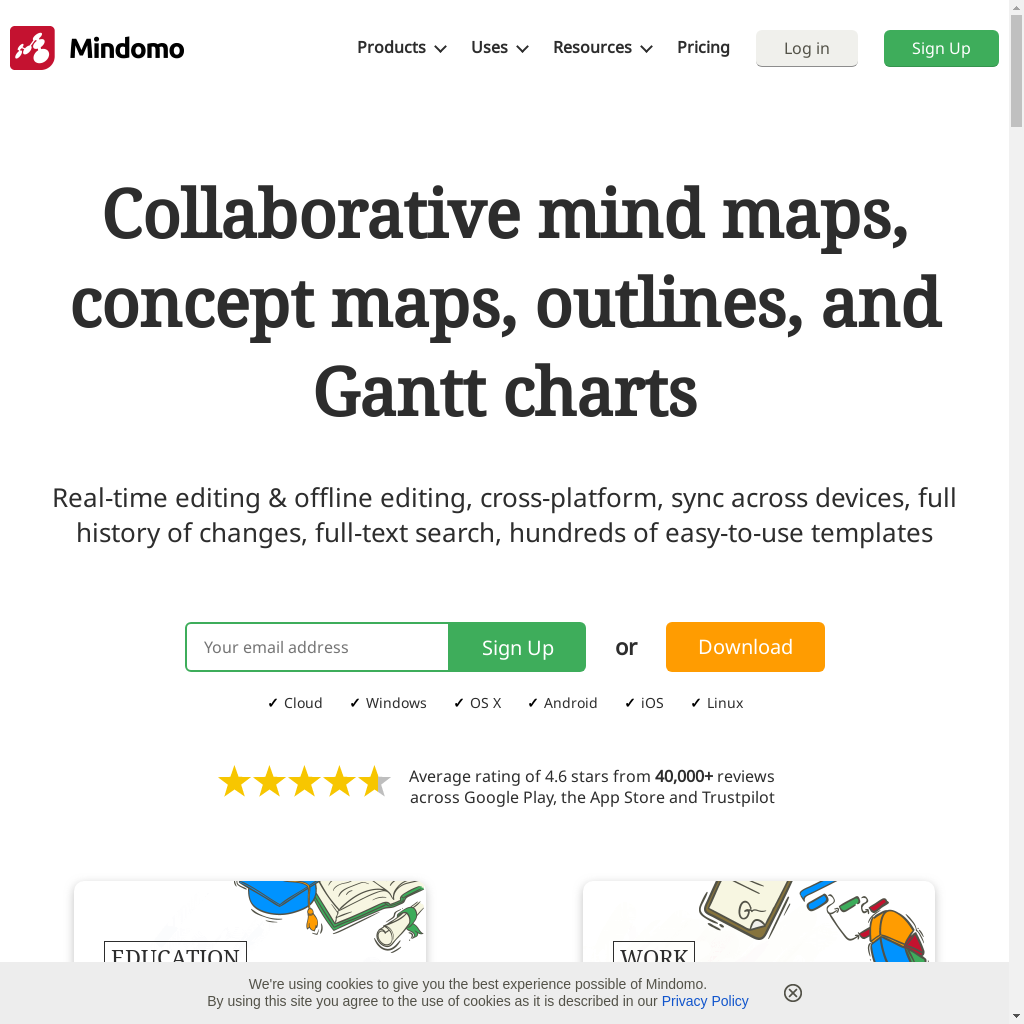 Mindomo
Products
Uses
Resources
Pricing
Log in
Sign Up
Collaborative mind maps,
concept maps, outlines, and
Gantt charts
Real-time editing & offline editing, cross-platform, sync across devices, full
history of changes, full-text search, hundreds of easy-to-use templates
Your email address
Sign Up
or
Download
✓ Cloud ✓ Windows ✓ OS X ✓ Android ✓ iOS ✓ Linux
Average rating of 4.6 stars from 40,000+ reviews
across Google Play, the App Store and Trustpilot
EDUCATION
WORK
We're using cookies to give you the best experience possible of Mindomo.
By using this site you agree to the use of cookies as it is described in our Privacy Policy